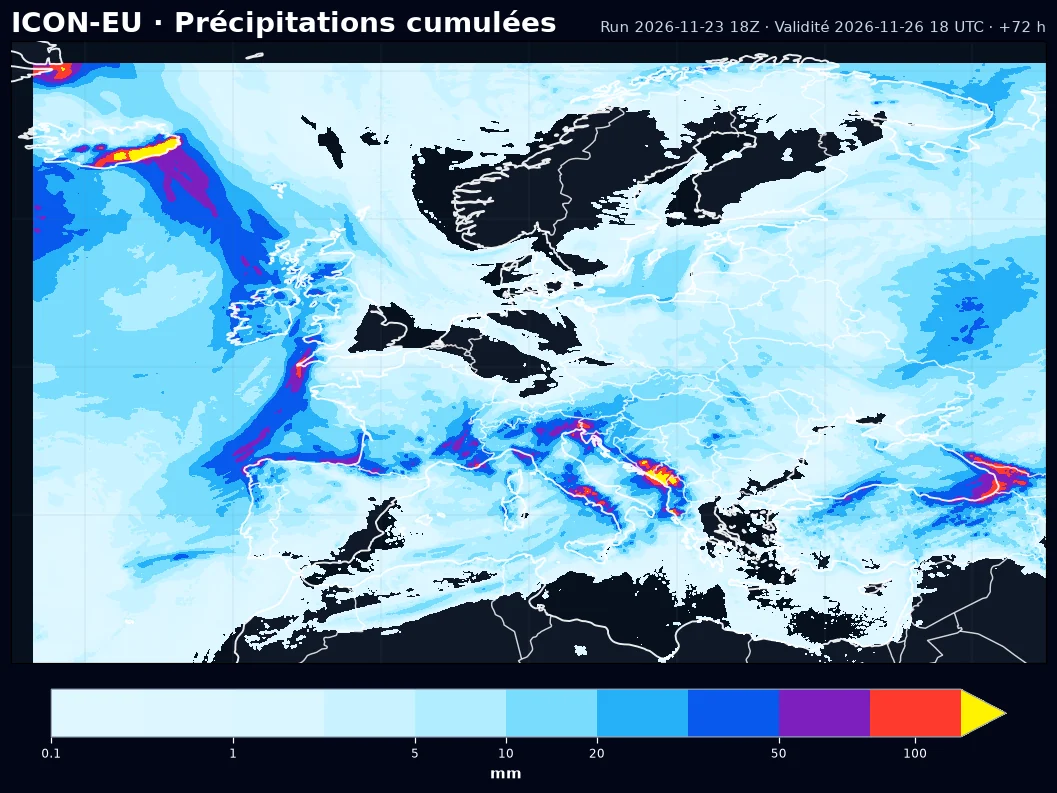 ICON-EU · Précipitations cumulées
Run 2026-11-23 18Z · Validité 2026-11-26 18 UTC · +72 h
0.1 1 5 10 20 50 100
mm